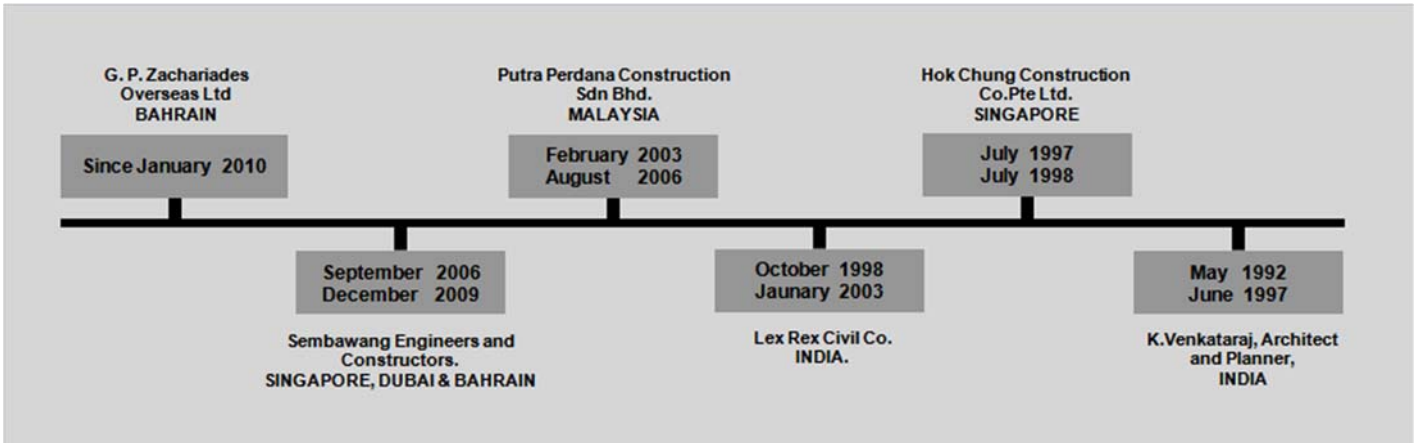 G. P. Zachariades
Overseas Ltd
BAHRAIN
Since January 2010
September 2006
December 2009
Sembawang Engineers and
Constructors.
SINGAPORE, DUBAI & BAHRAIN
Putra Perdana Construction
Sdn Bhd.
MALAYSIA
February 2003
August 2006
October 1998
Jaunary 2003
Lex Rex Civil Co.
INDIA.
Hok Chung Construction
Co.Pte Ltd.
SINGAPORE
July 1997
July 1998
May 1992
June 1997
K.Venkataraj, Architect
and Planner,
INDIA